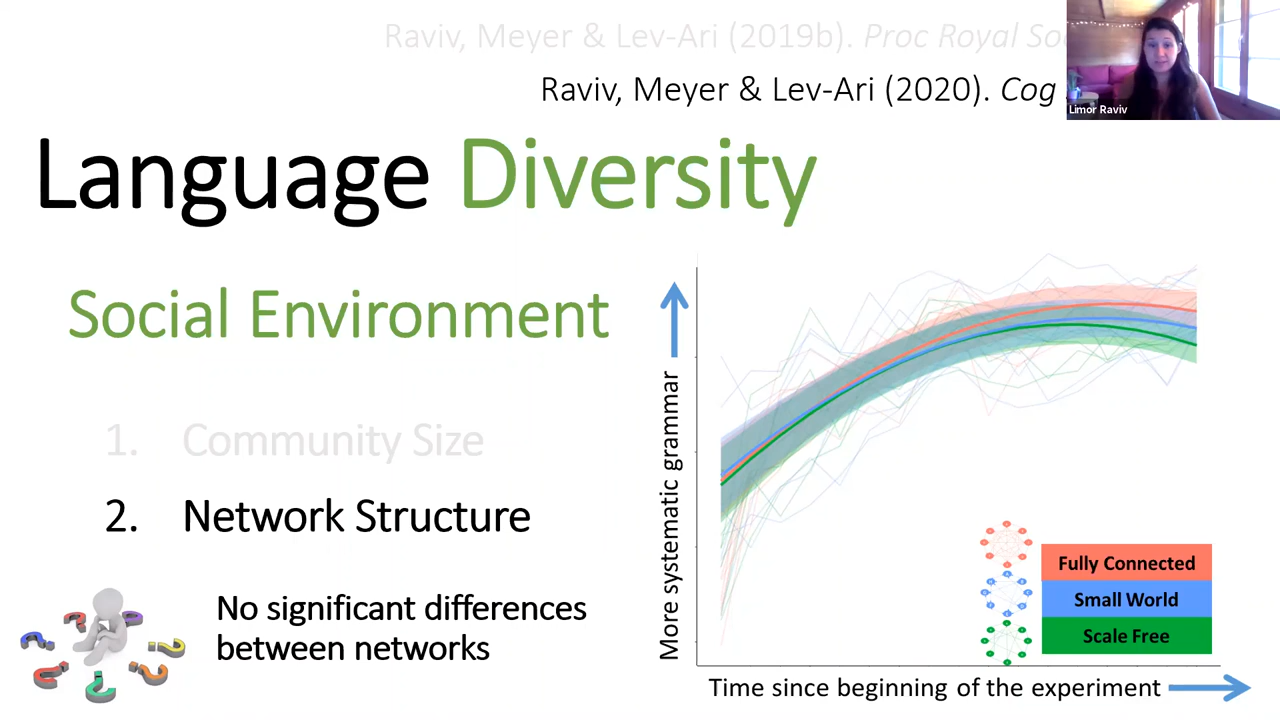 Raviv, Meyer & Lev-Ari (2019b). Proc Royal
Raviv, Meyer & Lev-Ari (2020). Cog
Limor Raviv
Language Diversity
Social Environment
1. Community Size
2. Network Structure
No significant differences
between networks
More systematic grammar
Fully Connected
Small World
Scale Free
Time since beginning of the experiment